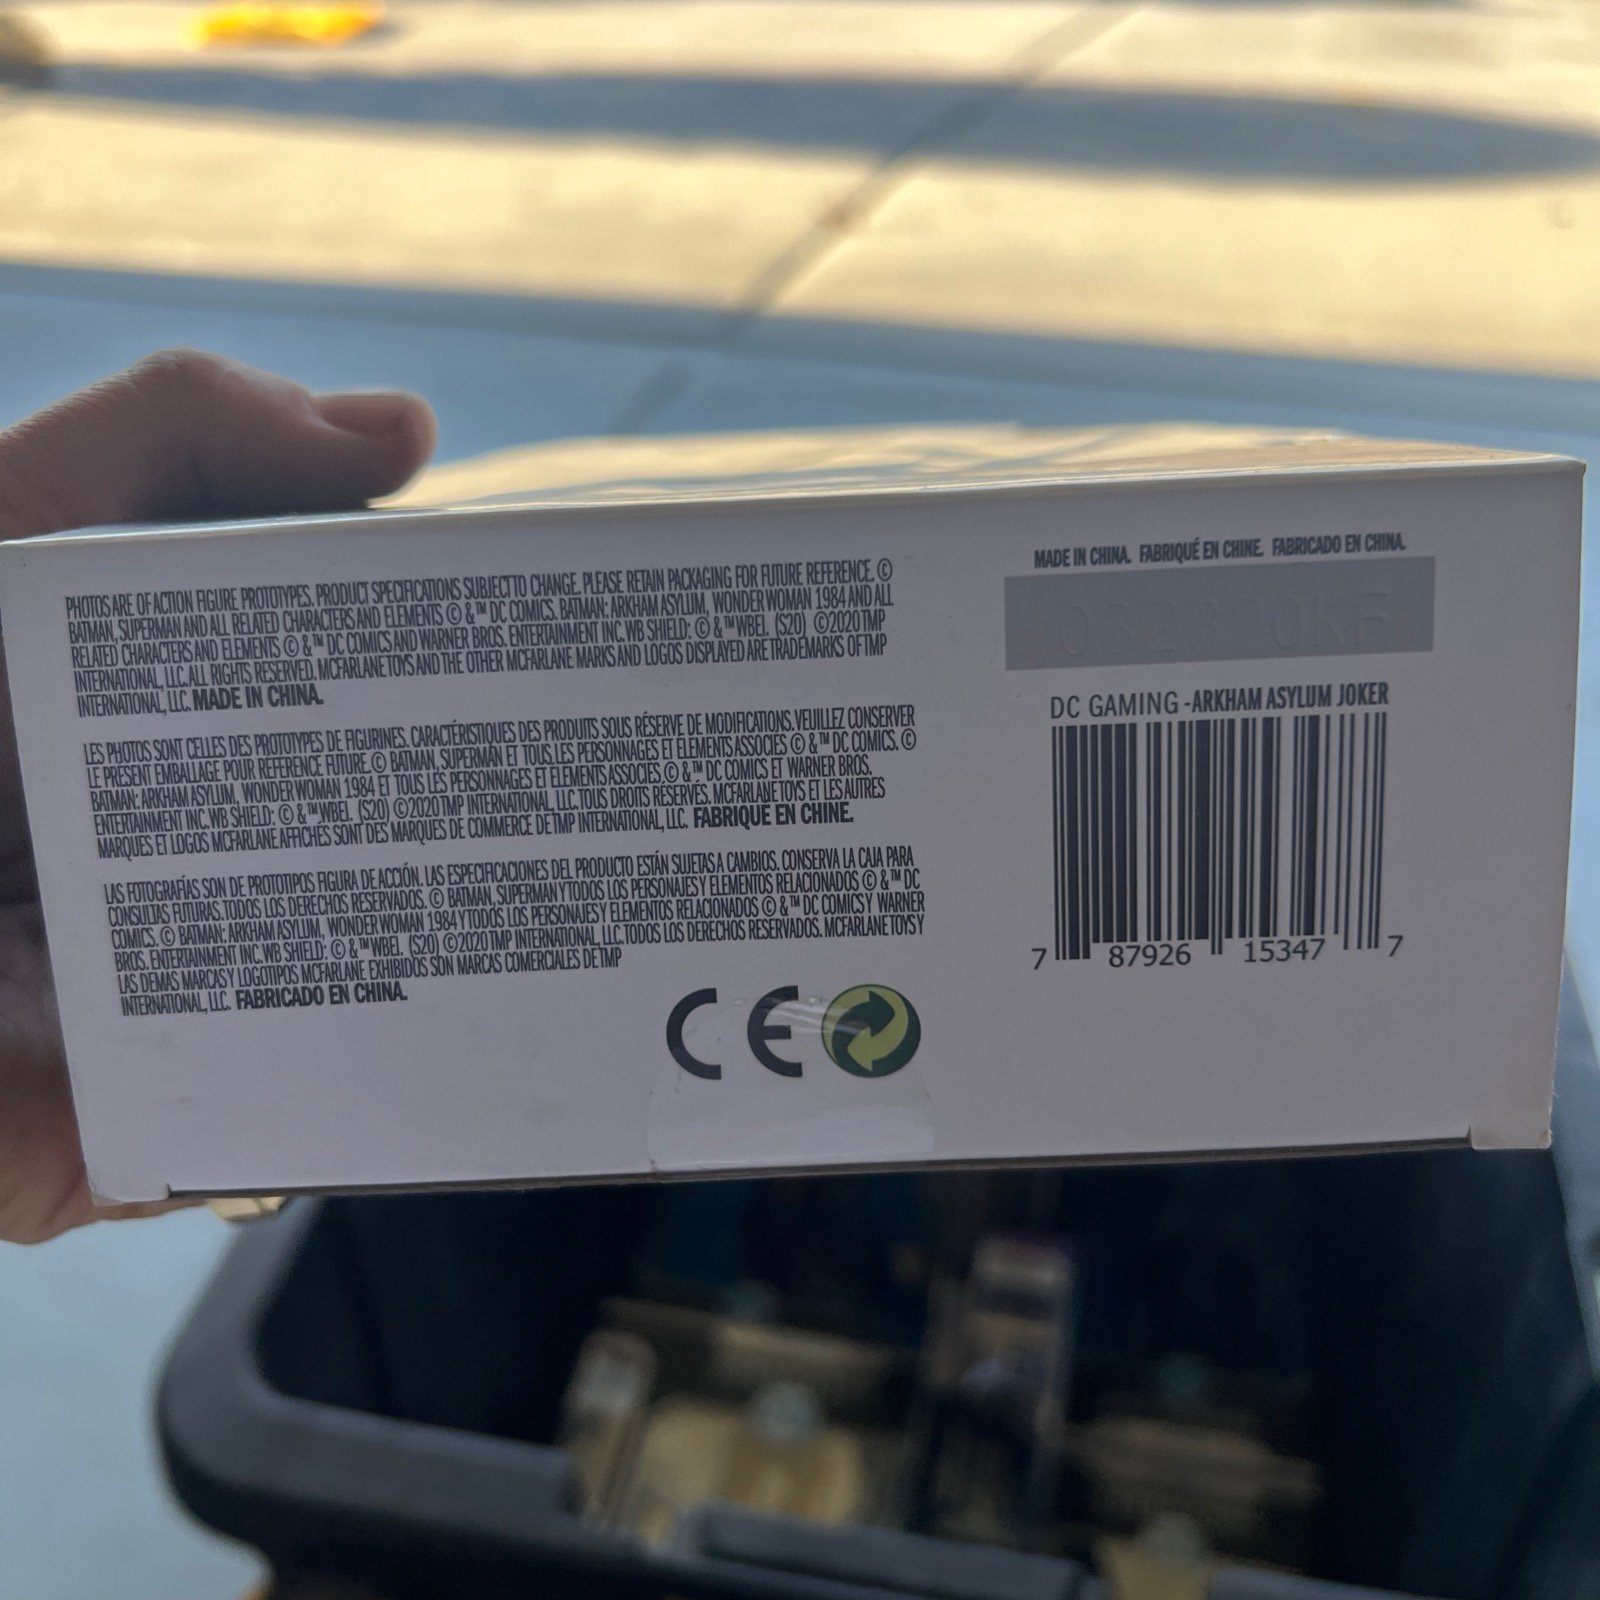 PHOTOS ARE OF ACTION FIGURE PROTOTYPES. PRODUCT SPECIFICATIONS SUBJECT TO CHANGE. PLEASE RETAIN PACKAGING FOR FUTURE REFERENCE. ©
BATMAN, SUPERMAN AND ALL RELATED CHARACTERS AND ELEMENTS © & ™ DC COMICS. BATMAN: ARKHAM ASYLUM, WONDER WOMAN 1984 AND ALL
RELATED CHARACTERS AND ELEMENTS © & ™ DC COMICS AND WARNER BROS. ENTERTAINMENT INC. WB SHIELD: © & ™ WBEI. (S20) ©2020 TMP
INTERNATIONAL, LLC. ALL RIGHTS RESERVED. MCFARLANE TOYS AND THE OTHER MCFARLANE MARKS AND LOGOS DISPLAYED ARE TRADEMARKS OF TMP
INTERNATIONAL, LLC. MADE IN CHINA.
LES PHOTOS SONT CELLES DES PROTOTYPES DE FIGURINES. CARACTÉRISTIQUES DES PRODUITS SOUS RÉSERVE DE MODIFICATIONS. VEUILLEZ CONSERVER
LE PRÉSENT EMBALLAGE POUR RÉFÉRENCE FUTURE. © BATMAN, SUPERMAN ET TOUS LES PERSONNAGES ET ÉLÉMENTS ASSOCIÉS © & ™ DC COMICS. ©
BATMAN: ARKHAM ASYLUM, WONDER WOMAN 1984 ET TOUS LES PERSONNAGES ET ÉLÉMENTS ASSOCIÉS © & ™ DC COMICS ET WARNER BROS.
ENTERTAINMENT INC. WB SHIELD: © & ™ WBEI. (S20) ©2020 TMP INTERNATIONAL, LLC. TOUS DROITS RÉSERVÉS. MCFARLANE TOYS ET LES AUTRES
MARQUES ET LOGOS MCFARLANE AFFICHÉS SONT DES MARQUES DE COMMERCE DE TMP INTERNATIONAL, LLC. FABRIQUÉ EN CHINE.
LAS FOTOGRAFÍAS SON DE PROTOTIPOS FIGURA DE ACCIÓN. LAS ESPECIFICACIONES DEL PRODUCTO ESTÁN SUJETAS A CAMBIOS. CONSERVA LA CAJA PARA
CONSULTAS FUTURAS. TODOS LOS DERECHOS RESERVADOS. © BATMAN, SUPERMAN Y TODOS LOS PERSONAJES Y ELEMENTOS RELACIONADOS © & ™ DC
COMICS. © BATMAN: ARKHAM ASYLUM, WONDER WOMAN 1984 Y TODOS LOS PERSONAJES Y ELEMENTOS RELACIONADOS © & ™ DC COMICS Y WARNER
BROS. ENTERTAINMENT INC. WB SHIELD: © & ™ WBEI. (S20) ©2020 TMP INTERNATIONAL, LLC. TODOS LOS DERECHOS RESERVADOS. MCFARLANE TOYS Y
LAS DEMAS MARCAS Y LOGOTIPOS MCFARLANE EXHIBIDOS SON MARCAS COMERCIALES DE TMP
INTERNATIONAL, LLC. FABRICADO EN CHINA.
CE
MADE IN CHINA. FABRIQUÉ EN CHINE. FABRICADO EN CHINA.
DC GAMING - ARKHAM ASYLUM JOKER
7 87926 15347 7